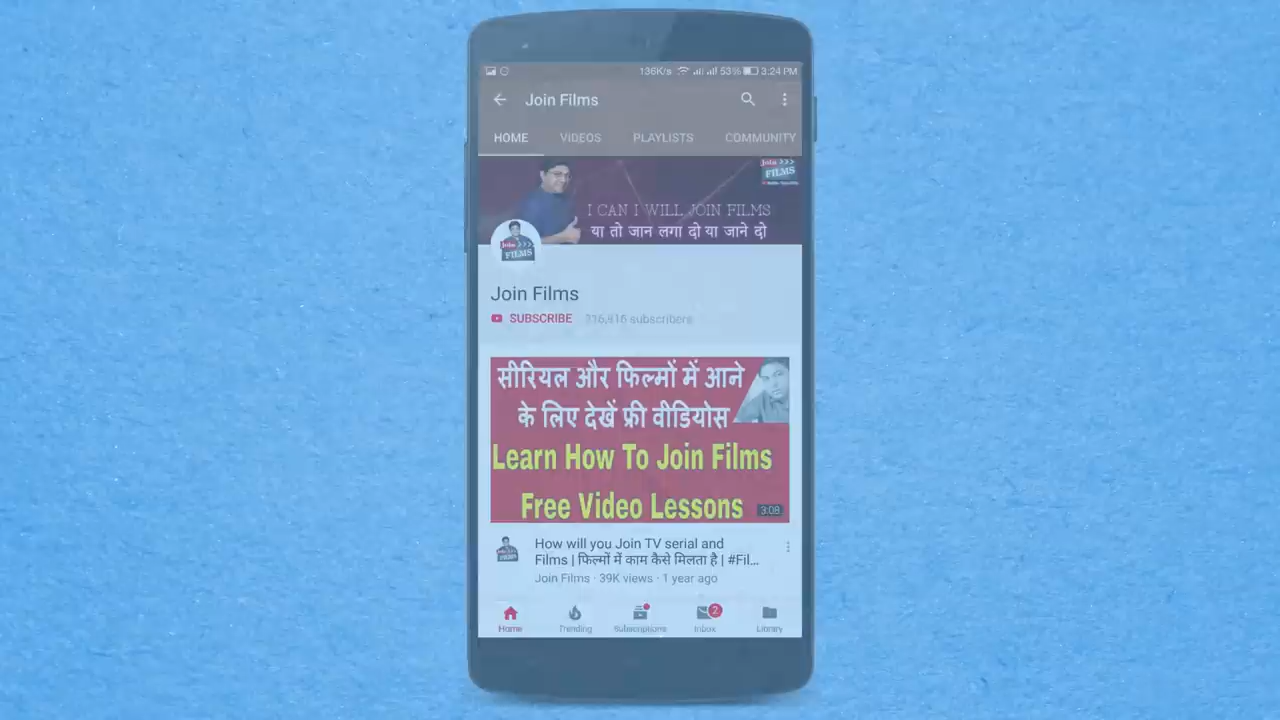 136K/s 53% 3:24 PM
Join Films
HOME VIDEOS PLAYLISTS COMMUNITY
Join >>>
FILMS
I CAN I WILL JOIN FILMS
या तो जान लगा दो या जाने दो
Join >>>
FILMS
Join Films
SUBSCRIBE 316,816 subscribers
सीरियल और फिल्मों में आने
के लिए देखें फ्री वीडियोस
Learn How To Join Films
Free Video Lessons
3:08
How will you Join TV serial and
Films | फिल्मों में काम कैसे मिलता है | #Fil...
Join Films · 39K views · 1 year ago
2
Home Trending Subscriptions Inbox Library